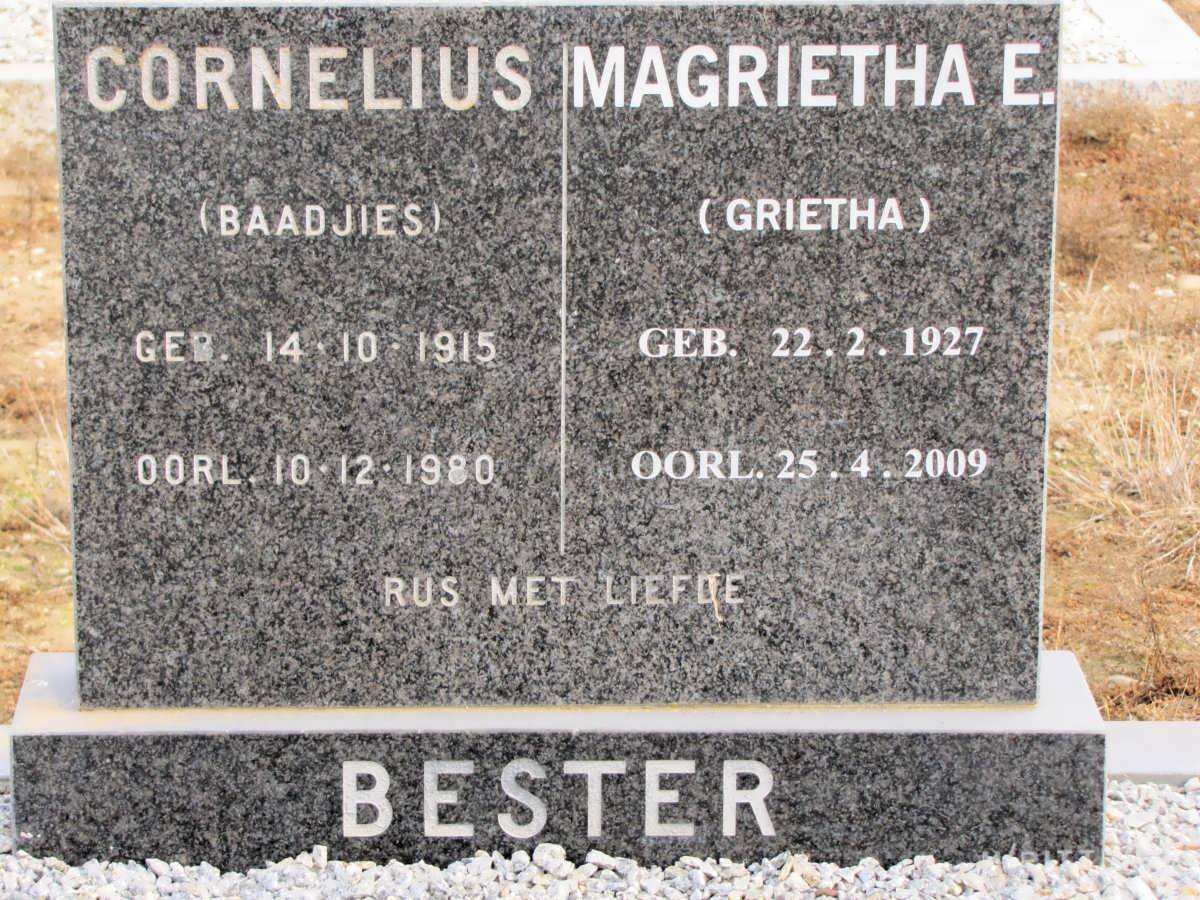 CORNELIUS
(BAADJIES)
GEB. 14·10·1915
OORL. 10·12·1980
MAGRIETHA E.
(GRIETHA)
GEB. 22.2.1927
OORL. 25.4.2009
RUS MET LIEFDE
BESTER